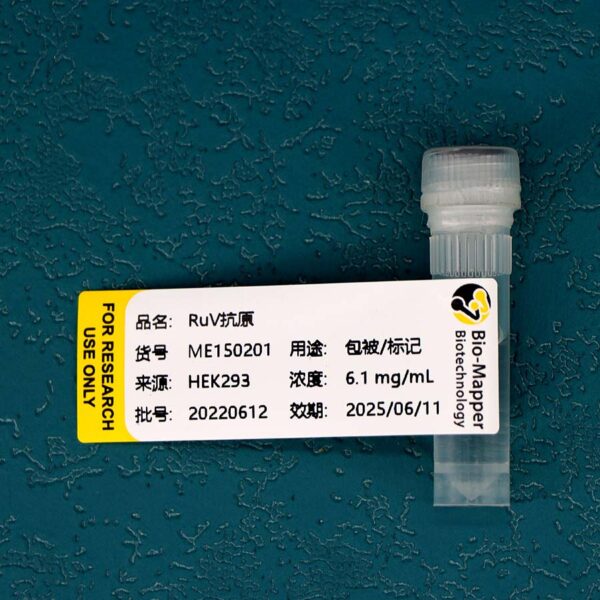 FOR RESEARCH
USE ONLY
品名: RuV抗原
货号 ME150201 用途: 包被/标记
来源: HEK293 浓度: 6.1 mg/mL
批号: 20220612 效期: 2025/06/11
Bio-Mapper
Biotechnology